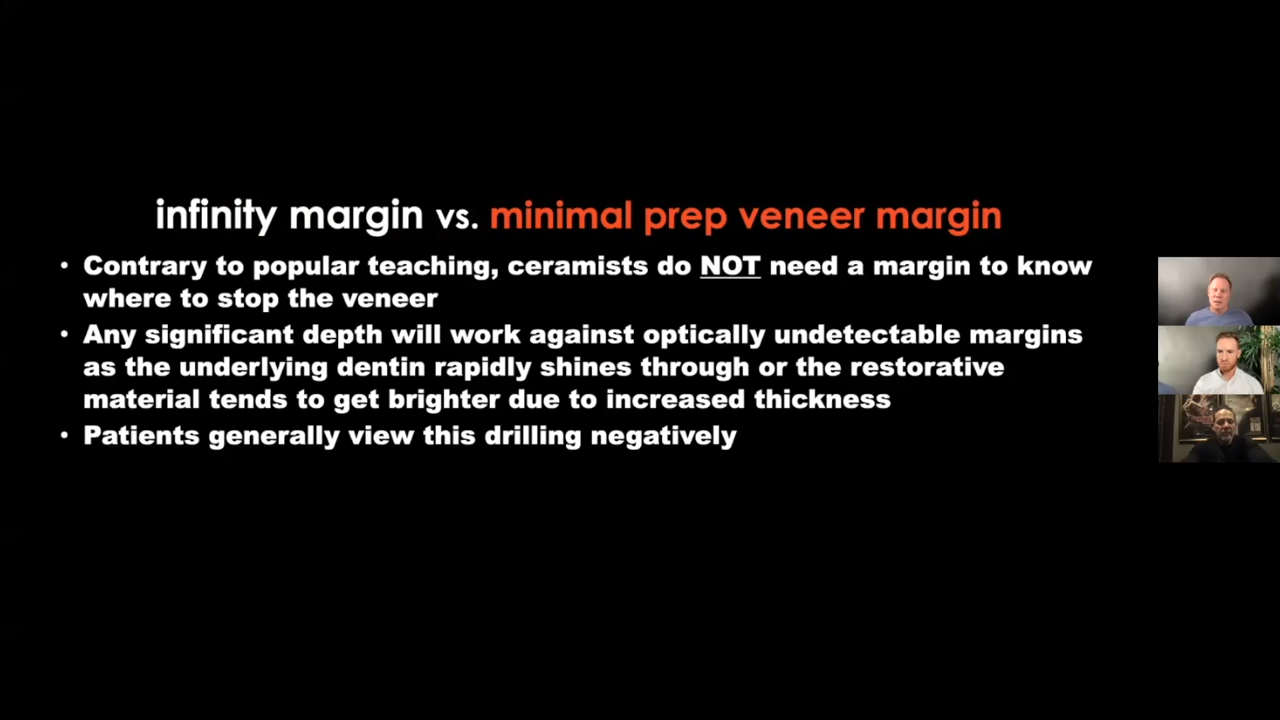 infinity margin vs. minimal prep veneer margin
• Contrary to popular teaching, ceramists do NOT need a margin to know
where to stop the veneer
• Any significant depth will work against optically undetectable margins
as the underlying dentin rapidly shines through or the restorative
material tends to get brighter due to increased thickness
• Patients generally view this drilling negatively